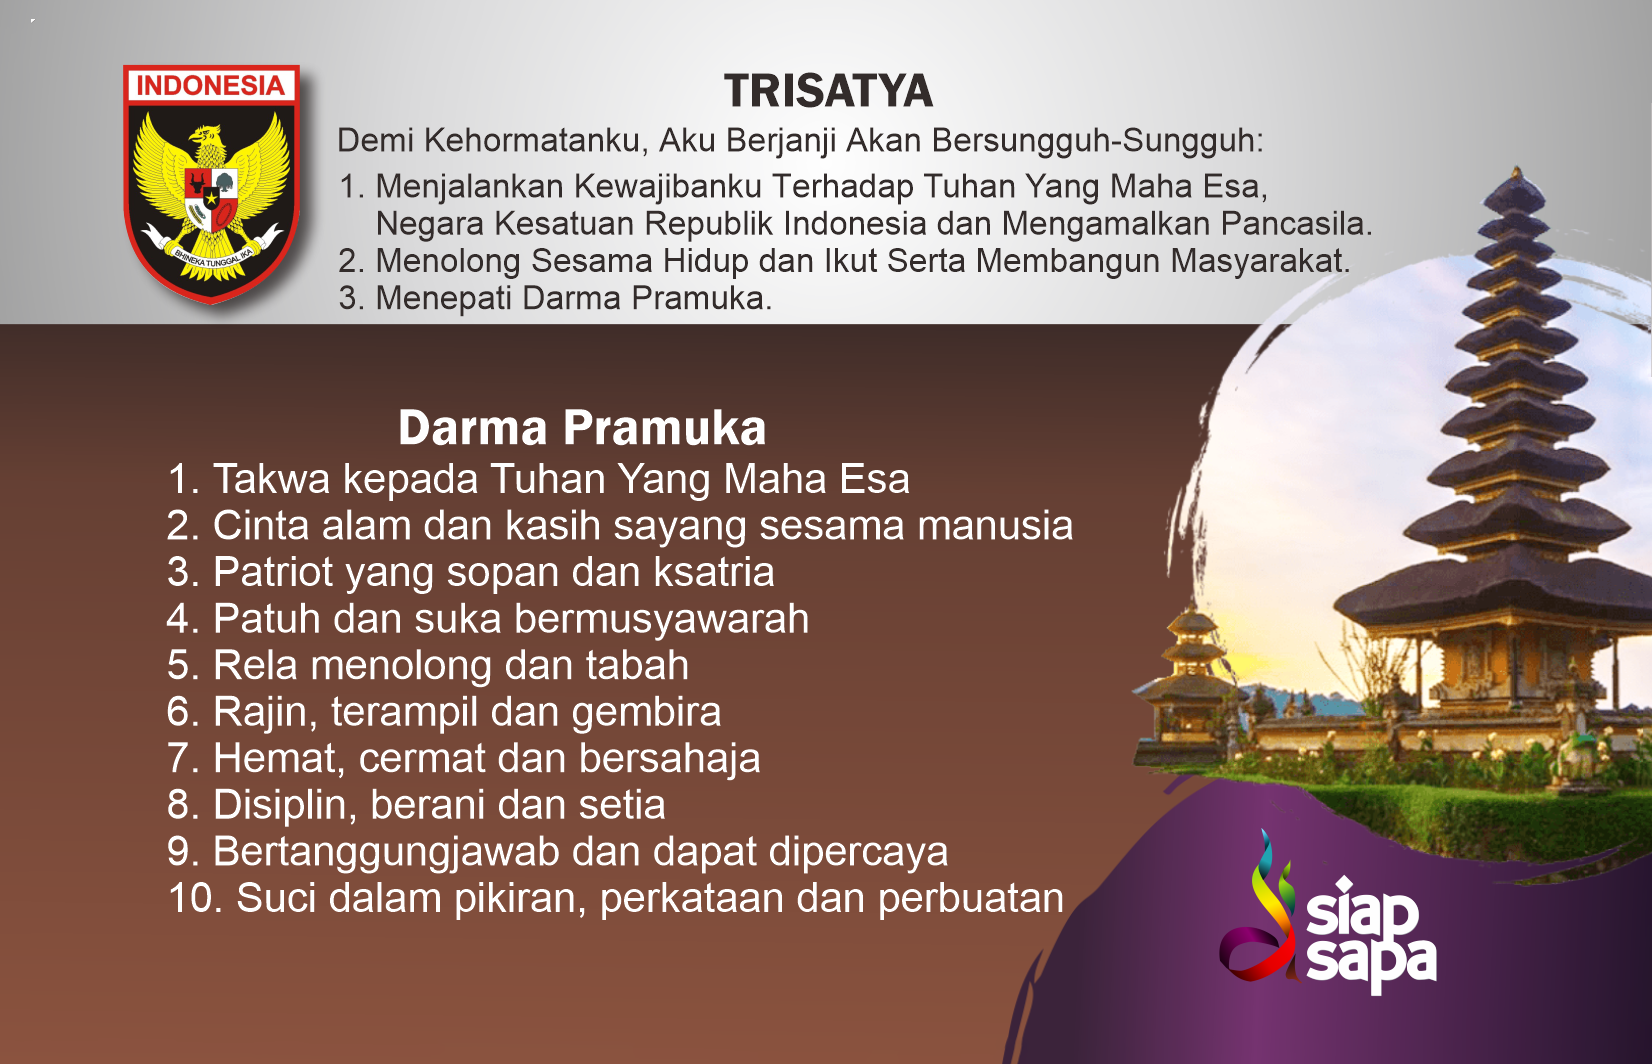 INDONESIA
BHINEKA TUNGGAL IKA
TRISATYA
Demi Kehormatanku, Aku Berjanji Akan Bersungguh-Sungguh:
1. Menjalankan Kewajibanku Terhadap Tuhan Yang Maha Esa,
Negara Kesatuan Republik Indonesia dan Mengamalkan Pancasila.
2. Menolong Sesama Hidup dan Ikut Serta Membangun Masyarakat.
3. Menepati Darma Pramuka.
Darma Pramuka
1. Takwa kepada Tuhan Yang Maha Esa
2. Cinta alam dan kasih sayang sesama manusia
3. Patriot yang sopan dan ksatria
4. Patuh dan suka bermusyawarah
5. Rela menolong dan tabah
6. Rajin, terampil dan gembira
7. Hemat, cermat dan bersahaja
8. Disiplin, berani dan setia
9. Bertanggungjawab dan dapat dipercaya
10. Suci dalam pikiran, perkataan dan perbuatan
siap
sapa